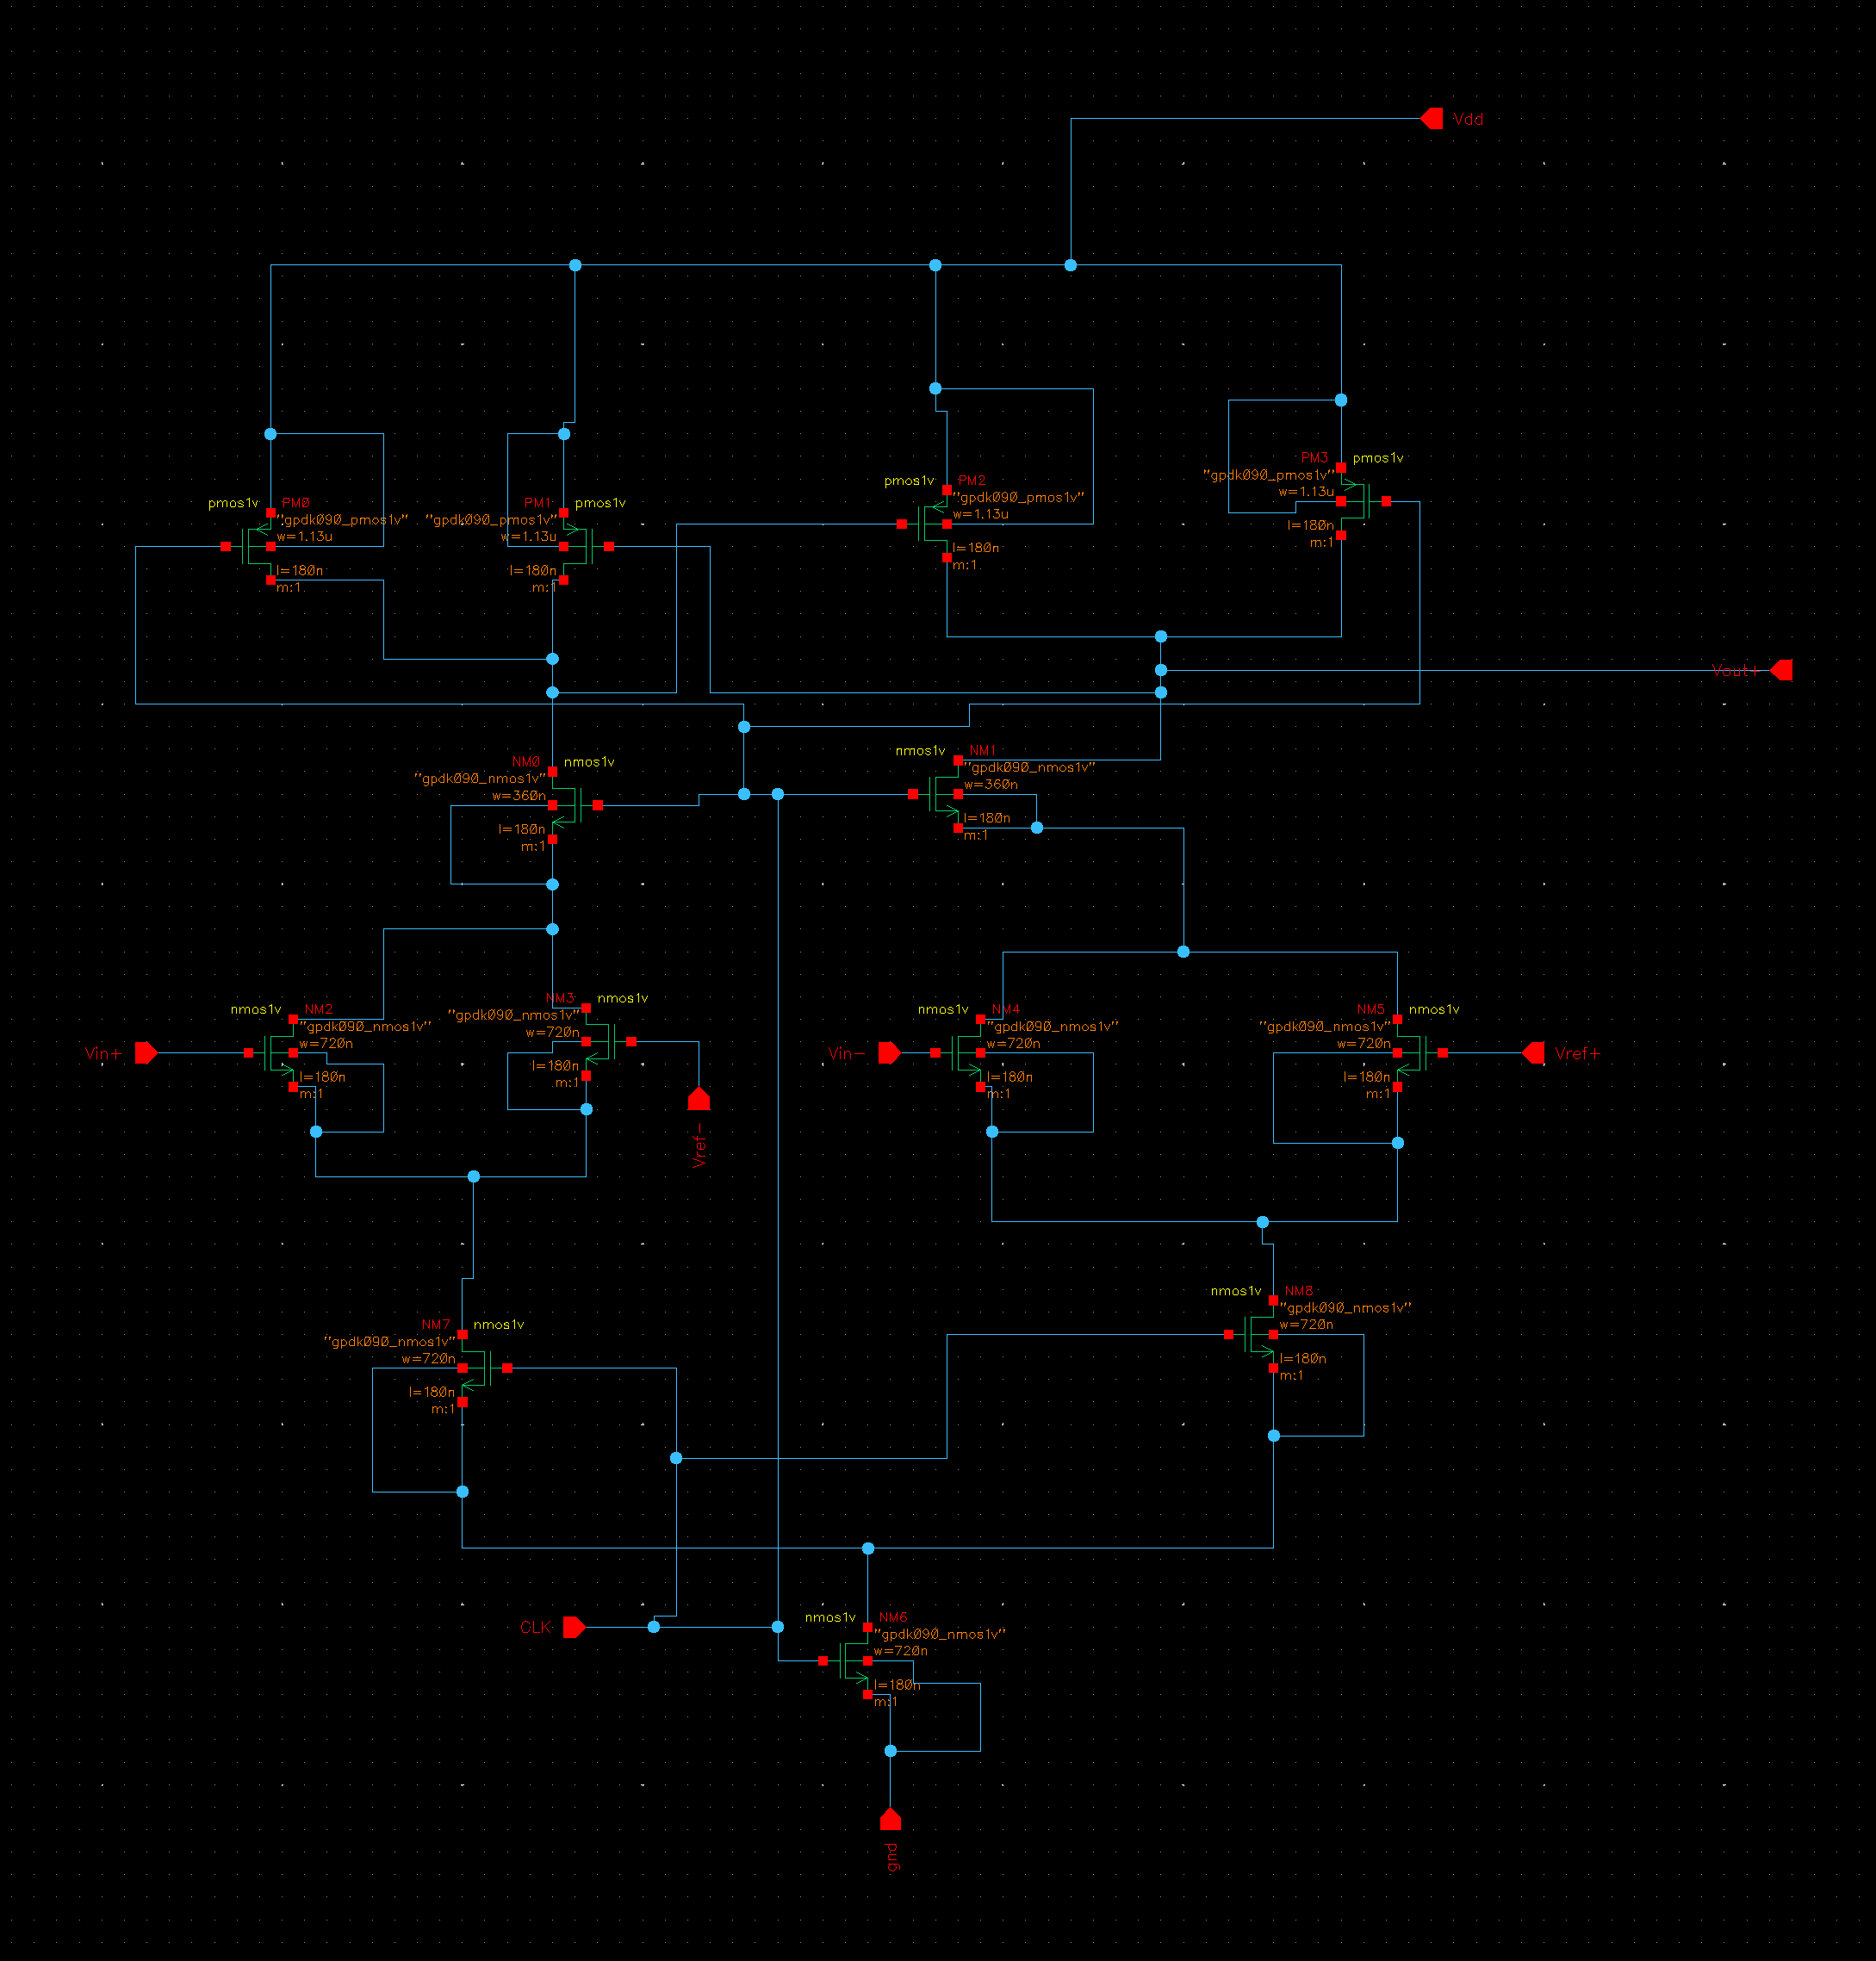 Vdd
pmos1v PM0
"gpdk090_pmos1v"
w=1.13u
l=180n
m:1
PM1 pmos1v
"gpdk090_pmos1v"
w=1.13u
l=180n
m:1
pmos1v PM2
"gpdk090_pmos1v"
w=1.13u
l=180n
m:1
PM3 pmos1v
"gpdk090_pmos1v"
w=1.13u
l=180n
m:1
Vout+
NM0 nmos1v
"gpdk090_nmos1v"
w=360n
l=180n
m:1
nmos1v NM1
"gpdk090_nmos1v"
w=360n
l=180n
m:1
Vin+
nmos1v NM2
"gpdk090_nmos1v"
w=720n
l=180n
m:1
NM3 nmos1v
"gpdk090_nmos1v"
w=720n
l=180n
m:1
Vref-
Vin-
nmos1v NM4
"gpdk090_nmos1v"
w=720n
l=180n
m:1
NM5 nmos1v
"gpdk090_nmos1v"
w=720n
l=180n
m:1
Vref+
NM7 nmos1v
"gpdk090_nmos1v"
w=720n
l=180n
m:1
nmos1v NM8
"gpdk090_nmos1v"
w=720n
l=180n
m:1
CLK
nmos1v NM6
"gpdk090_nmos1v"
w=720n
l=180n
m:1
gnd